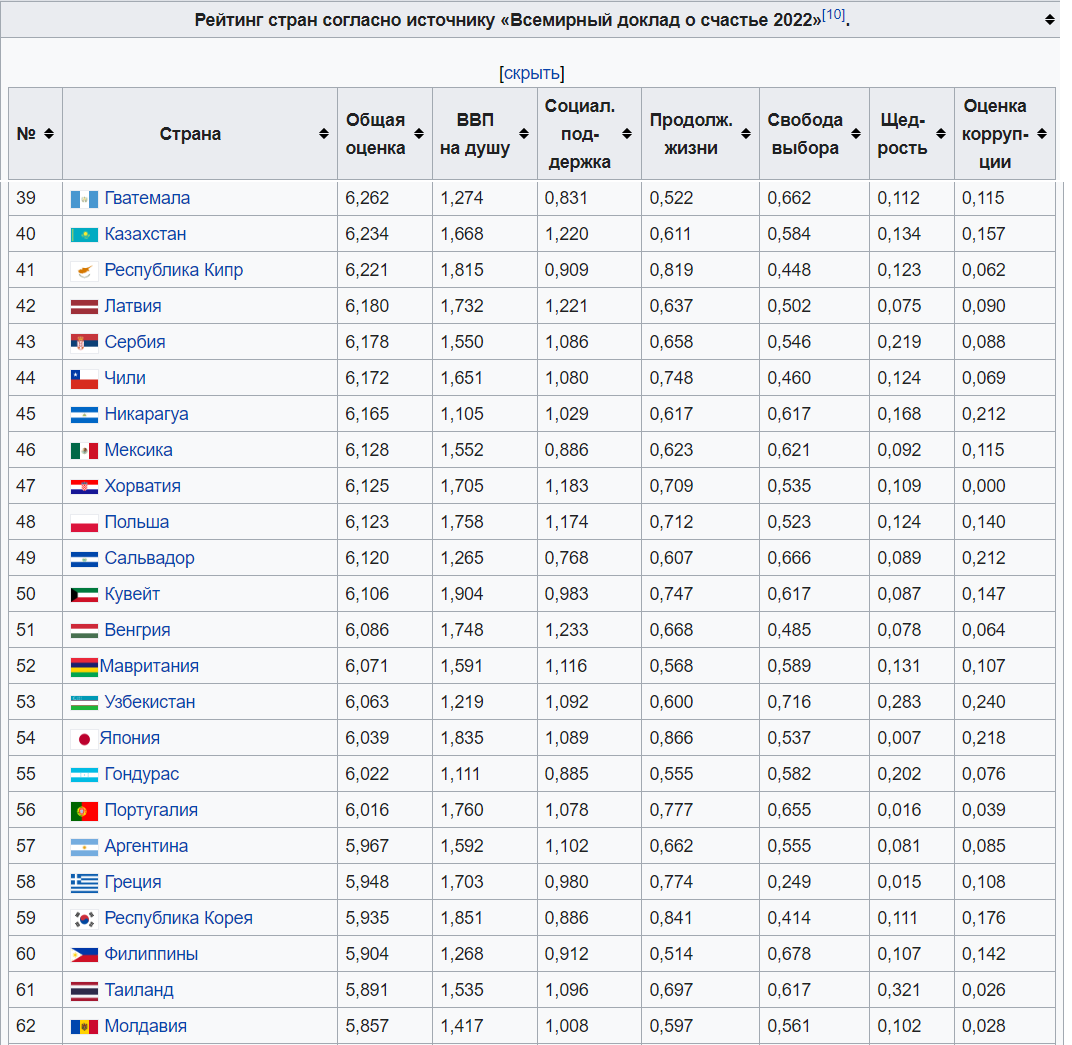 Рейтинг стран согласно источнику «Всемирный доклад о счастье 2022»[10].
[скрыть]
№ Страна Общая оценка ВВП на душу Социал. под-держка Продолж. жизни Свобода выбора Щед-рость Оценка корруп-ции
39 Гватемала 6,262 1,274 0,831 0,522 0,662 0,112 0,115
40 Казахстан 6,234 1,668 1,220 0,611 0,584 0,134 0,157
41 Республика Кипр 6,221 1,815 0,909 0,819 0,448 0,123 0,062
42 Латвия 6,180 1,732 1,221 0,637 0,502 0,075 0,090
43 Сербия 6,178 1,550 1,086 0,658 0,546 0,219 0,088
44 Чили 6,172 1,651 1,080 0,748 0,460 0,124 0,069
45 Никарагуа 6,165 1,105 1,029 0,617 0,617 0,168 0,212
46 Мексика 6,128 1,552 0,886 0,623 0,621 0,092 0,115
47 Хорватия 6,125 1,705 1,183 0,709 0,535 0,109 0,000
48 Польша 6,123 1,758 1,174 0,712 0,523 0,124 0,140
49 Сальвадор 6,120 1,265 0,768 0,607 0,666 0,089 0,212
50 Кувейт 6,106 1,904 0,983 0,747 0,617 0,087 0,147
51 Венгрия 6,086 1,748 1,233 0,668 0,485 0,078 0,064
52 Мавритания 6,071 1,591 1,116 0,568 0,589 0,131 0,107
53 Узбекистан 6,063 1,219 1,092 0,600 0,716 0,283 0,240
54 Япония 6,039 1,835 1,089 0,866 0,537 0,007 0,218
55 Гондурас 6,022 1,111 0,885 0,555 0,582 0,202 0,076
56 Португалия 6,016 1,760 1,078 0,777 0,655 0,016 0,039
57 Аргентина 5,967 1,592 1,102 0,662 0,555 0,081 0,085
58 Греция 5,948 1,703 0,980 0,774 0,249 0,015 0,108
59 Республика Корея 5,935 1,851 0,886 0,841 0,414 0,111 0,176
60 Филиппины 5,904 1,268 0,912 0,514 0,678 0,107 0,142
61 Таиланд 5,891 1,535 1,096 0,697 0,617 0,321 0,026
62 Молдавия 5,857 1,417 1,008 0,597 0,561 0,102 0,028